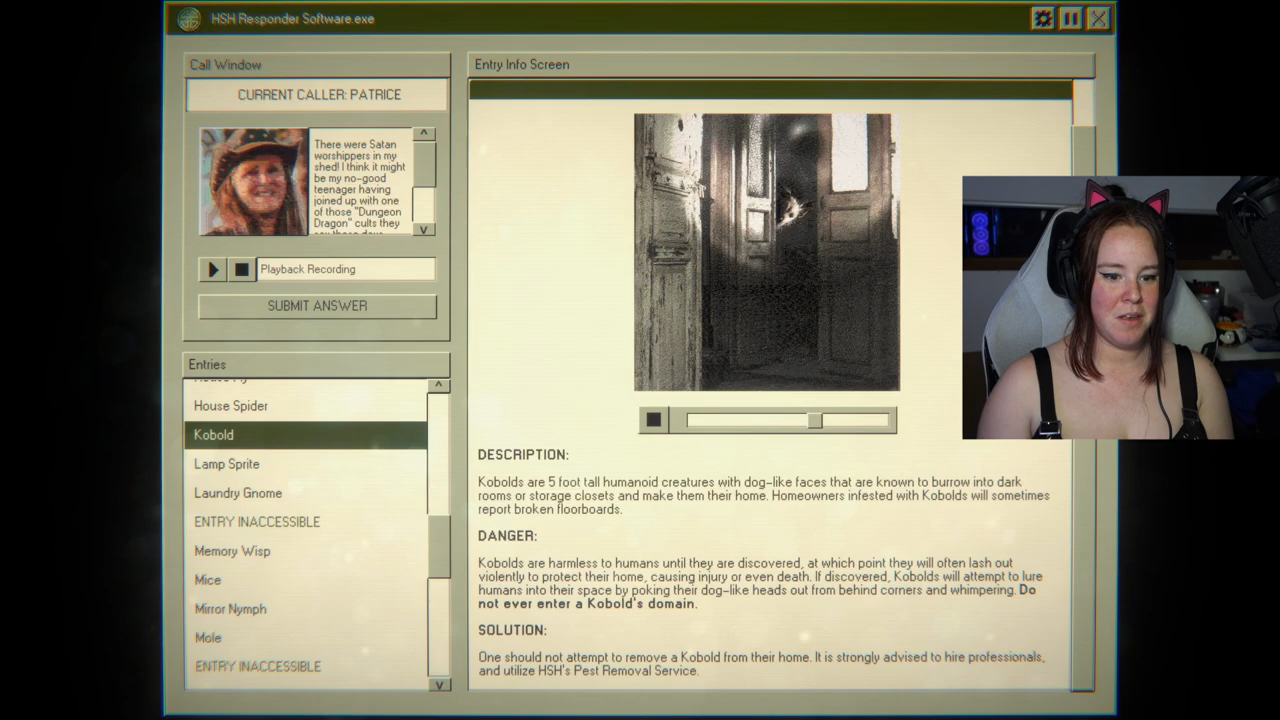 HSH Responder Software.exe
Call Window
CURRENT CALLER: PATRICE
There were Satan
worshippers in my
shed! I think it might
be my no-good
teenager having
joined up with one
of those "Dungeon
Dragon" cults they
say these days
Playback Recording
SUBMIT ANSWER
Entries
House Spider
Kobold
Lamp Sprite
Laundry Gnome
ENTRY INACCESSIBLE
Memory Wisp
Mice
Mirror Nymph
Mole
ENTRY INACCESSIBLE
Entry Info Screen
DESCRIPTION:
Kobolds are 5 foot tall humanoid creatures with dog-like faces that are known to burrow into dark
rooms or storage closets and make them their home. Homeowners infested with Kobolds will sometimes
report broken floorboards.
DANGER:
Kobolds are harmless to humans until they are discovered, at which point they will often lash out
violently to protect their home, causing injury or even death. If discovered, Kobolds will attempt to lure
humans into their space by poking their dog-like heads out from behind corners and whimpering. Do
not ever enter a Kobold's domain.
SOLUTION:
One should not attempt to remove a Kobold from their home. It is strongly advised to hire professionals,
and utilize HSH's Pest Removal Service.